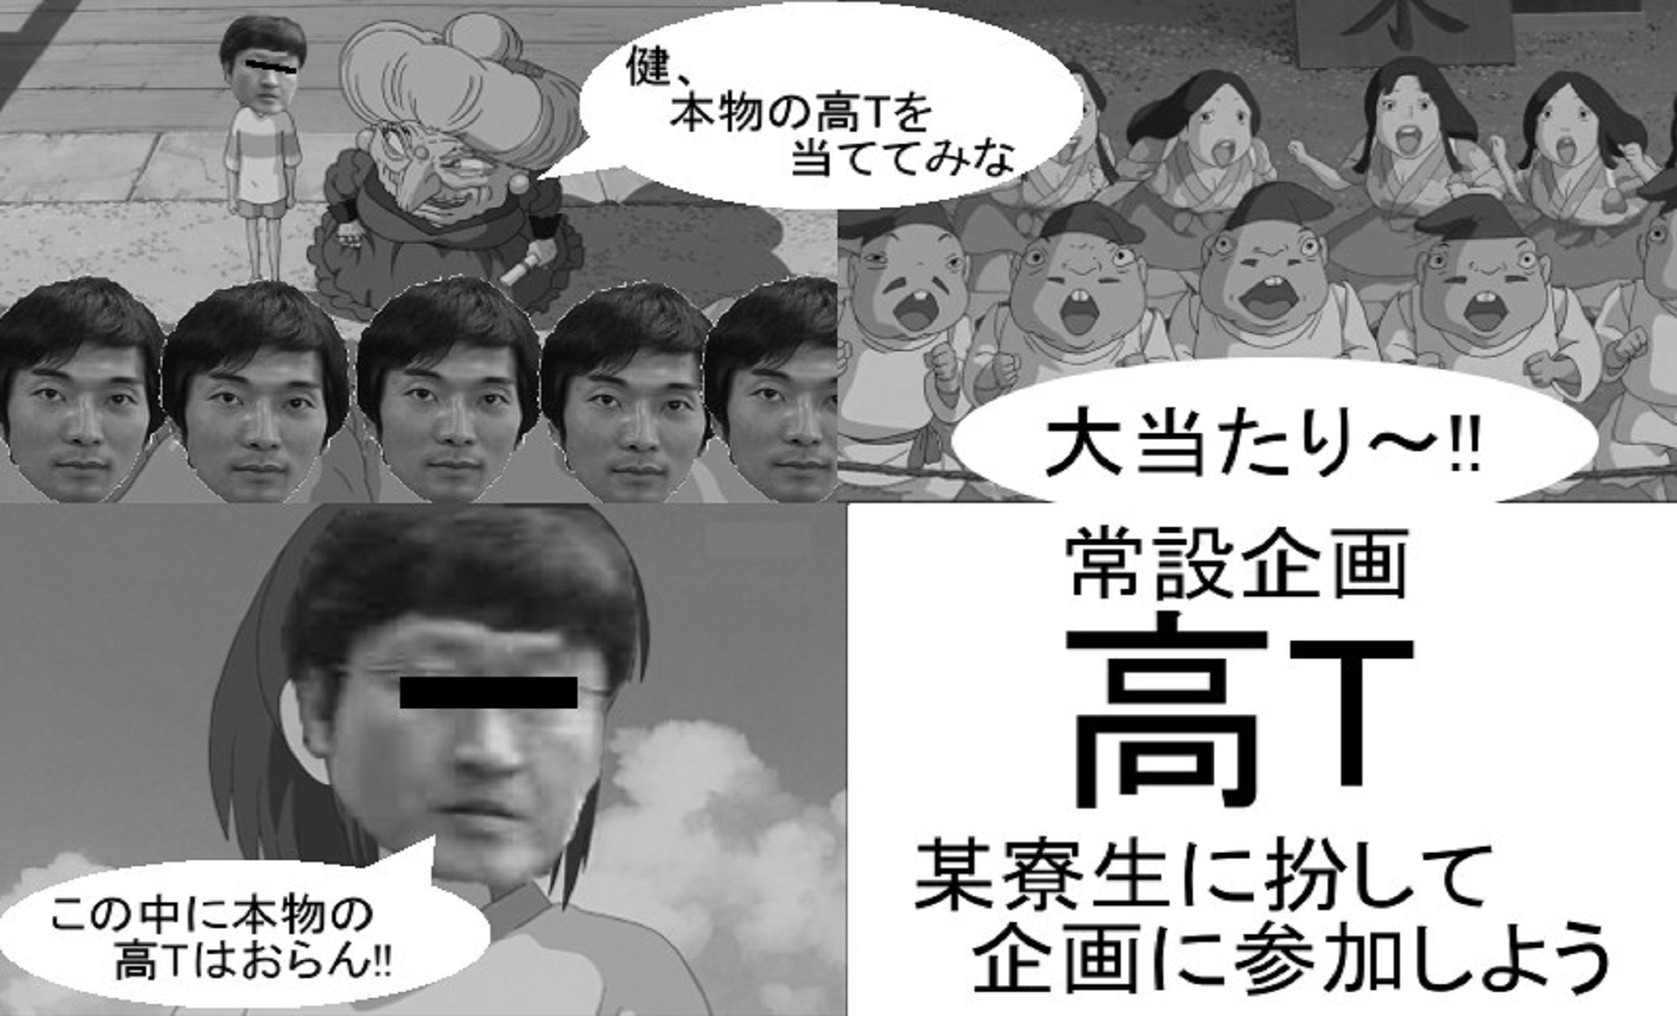 健、
本物の高Tを
当ててみな
大当たり～!!
この中に本物の
高Tはおらん!!
常設企画
高T
某寮生に扮して
企画に参加しよう